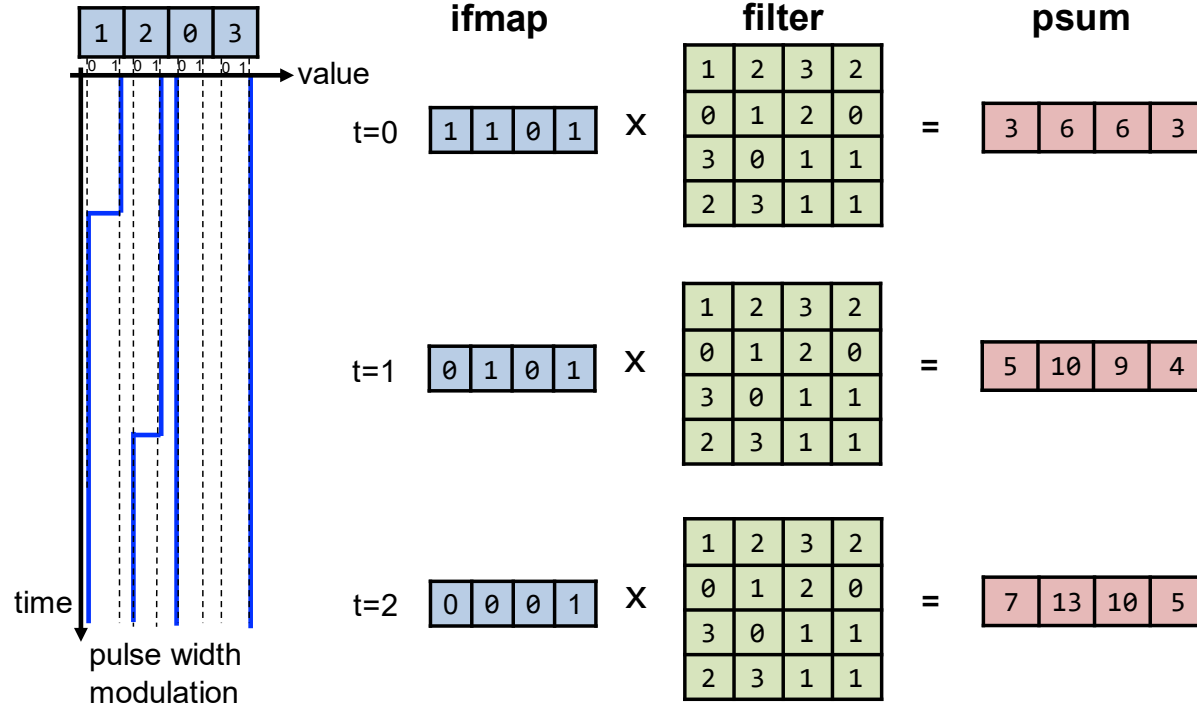 1 2 0 3
0 1 0 1 0 1 0 1
value
time
pulse width
modulation
ifmap filter psum
t=0 1 1 0 1 X = 3 6 6 3
1 2 3 2
0 1 2 0
3 0 1 1
2 3 1 1
t=1 0 1 0 1 X = 5 10 9 4
1 2 3 2
0 1 2 0
3 0 1 1
2 3 1 1
t=2 0 0 0 1 X = 7 13 10 5
1 2 3 2
0 1 2 0
3 0 1 1
2 3 1 1